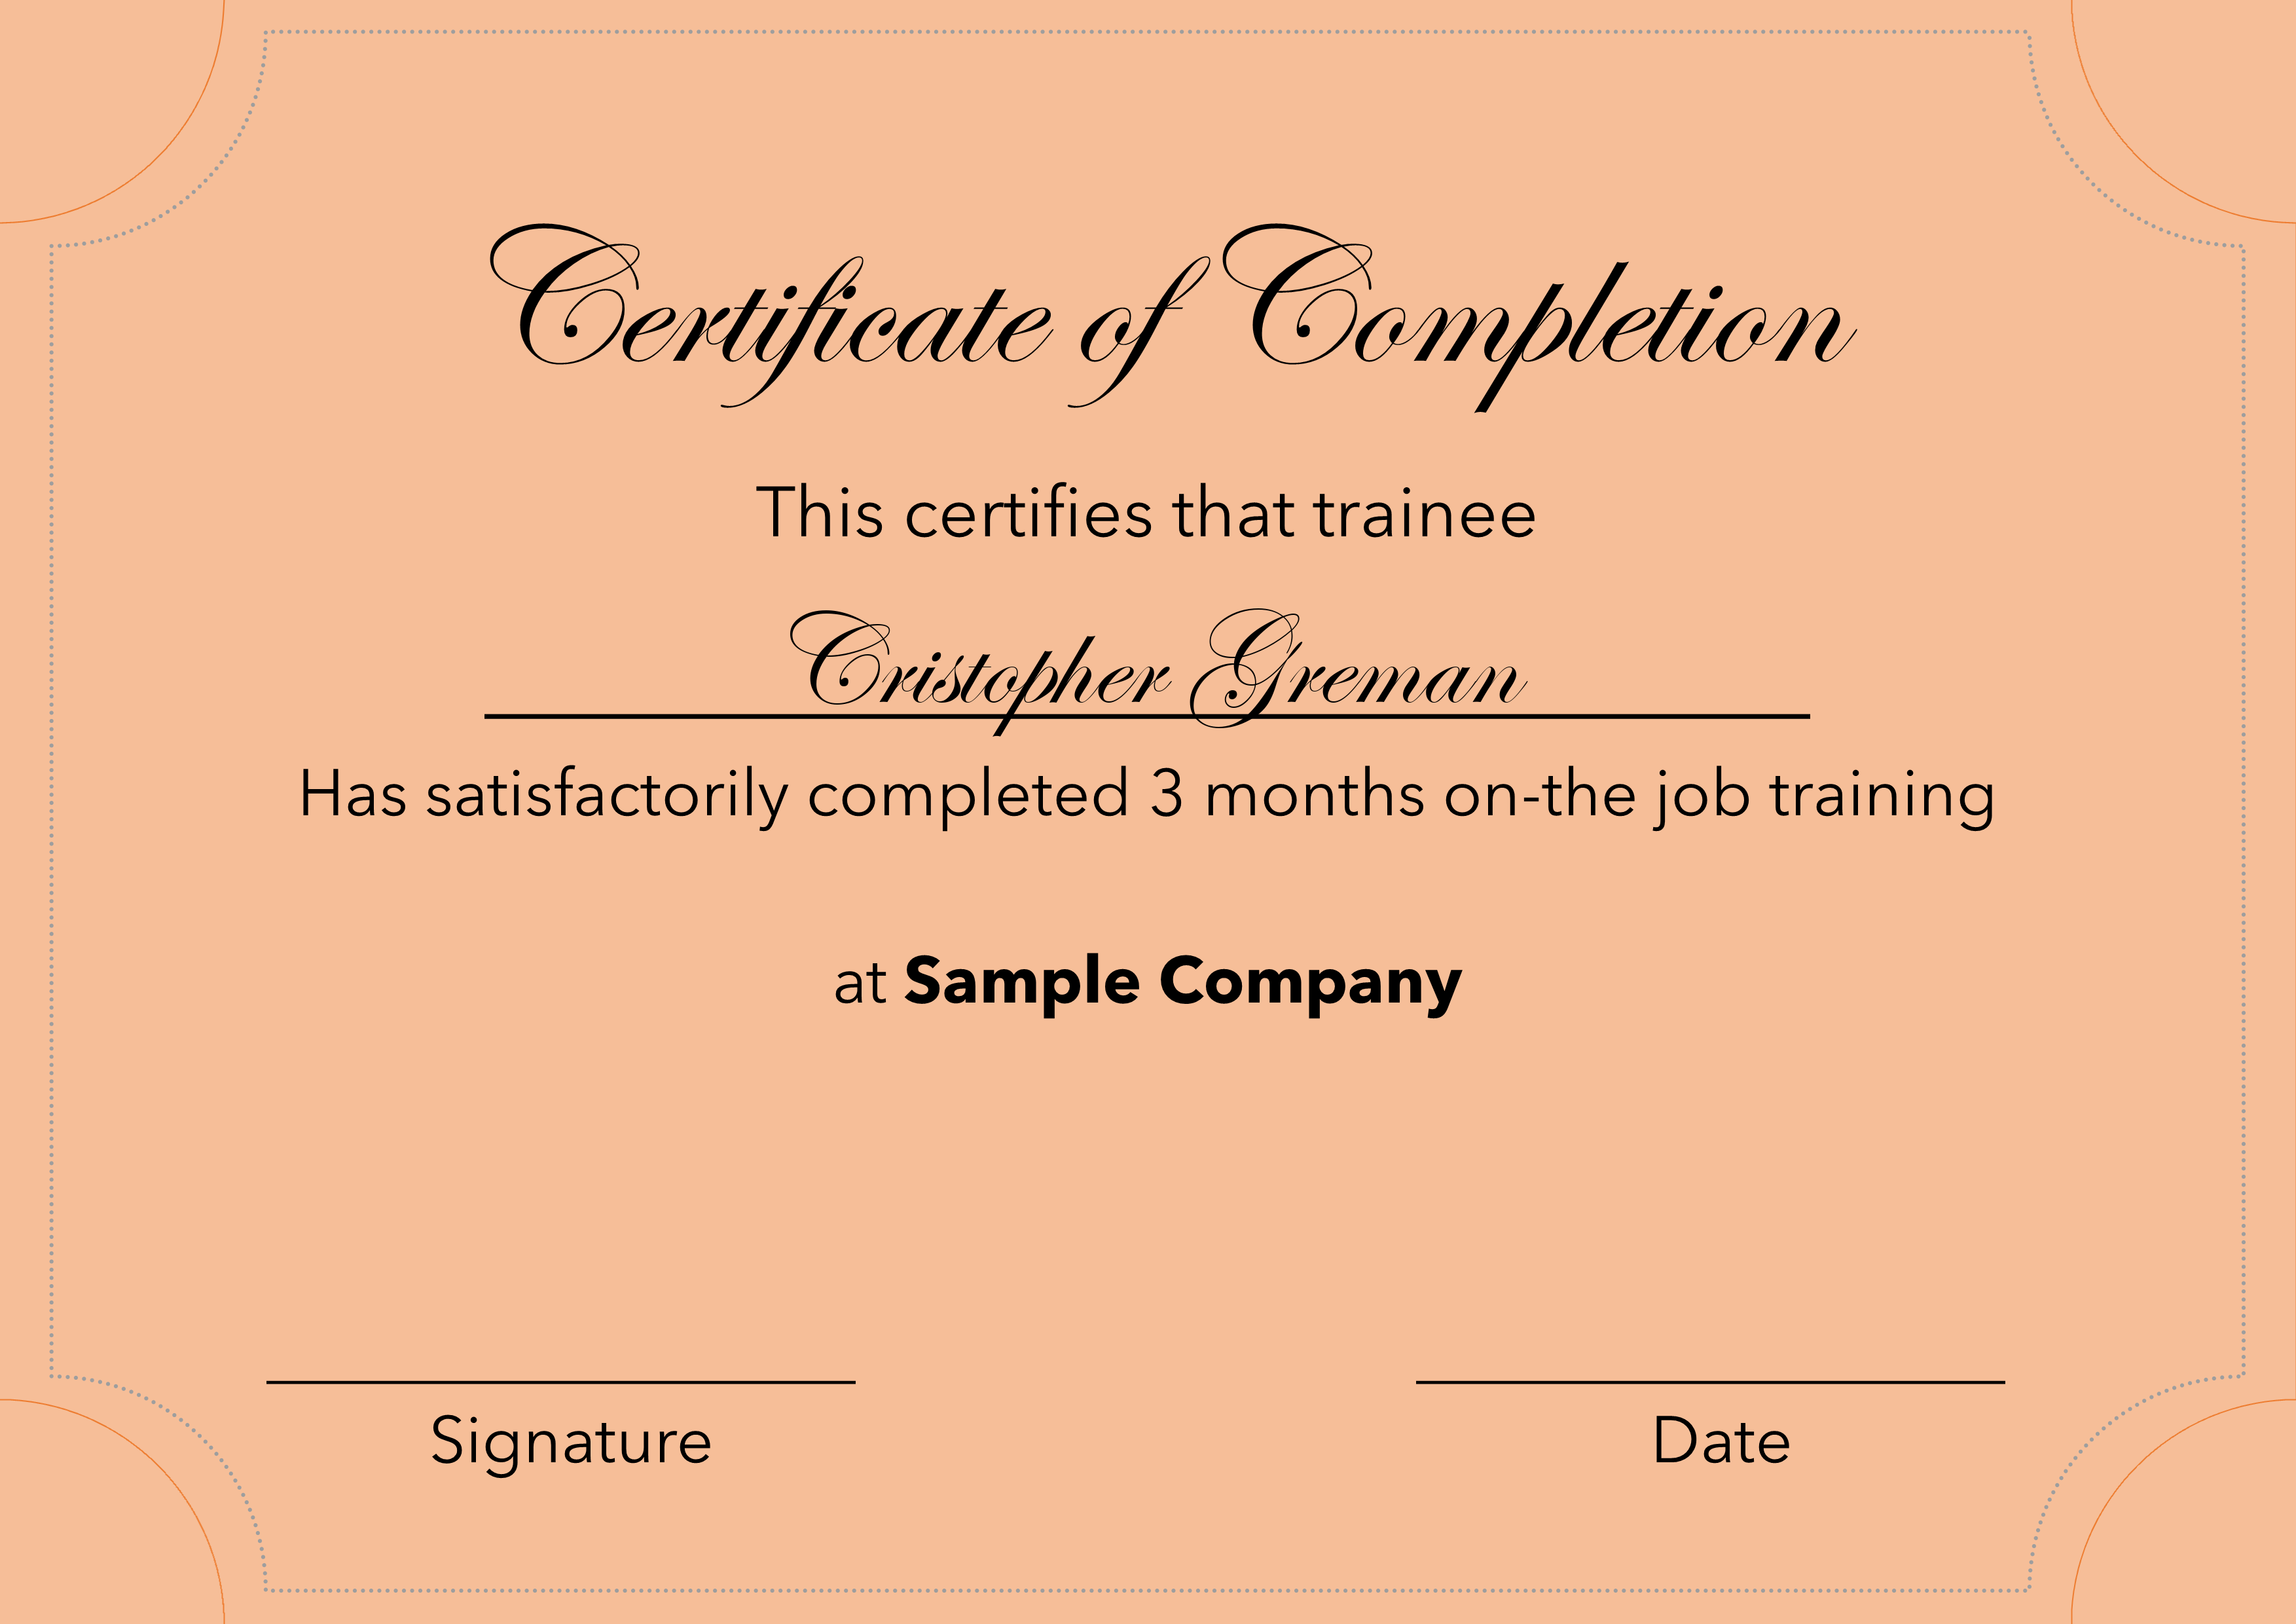 Certificate of Completion
This certifies that trainee
Cristopher Greman
Has satisfactorily completed 3 months on-the job training
at Sample Company
Signature
Date